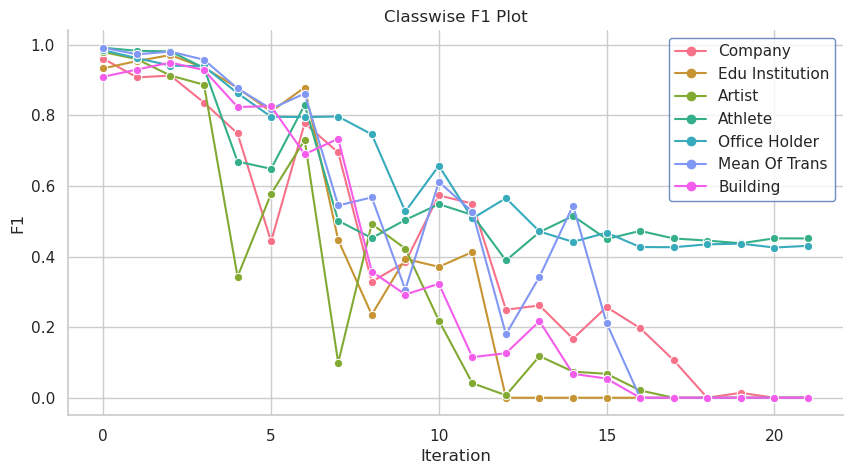 Classwise F1 Plot
1.0
0.8
0.6
0.4
0.2
0.0
F1
0
5
10
15
20
Iteration
Company
Edu Institution
Artist
Athlete
Office Holder
Mean Of Trans
Building